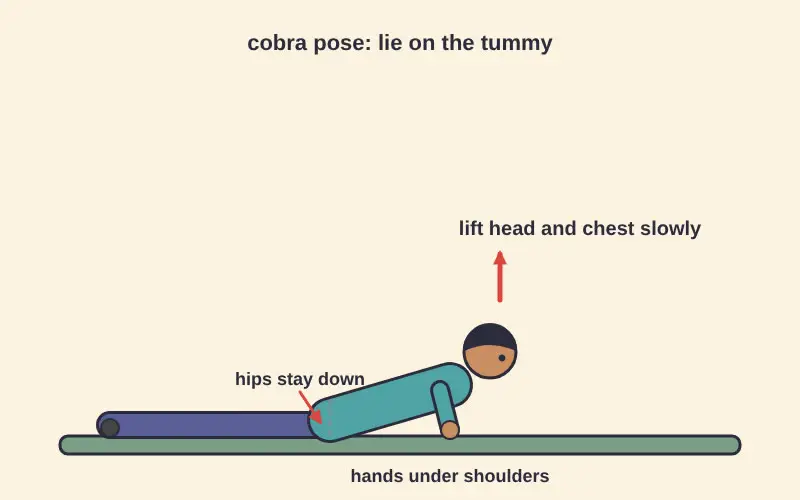 cobra pose: lie on the tummy
lift head and chest slowly
hips stay down
hands under shoulders